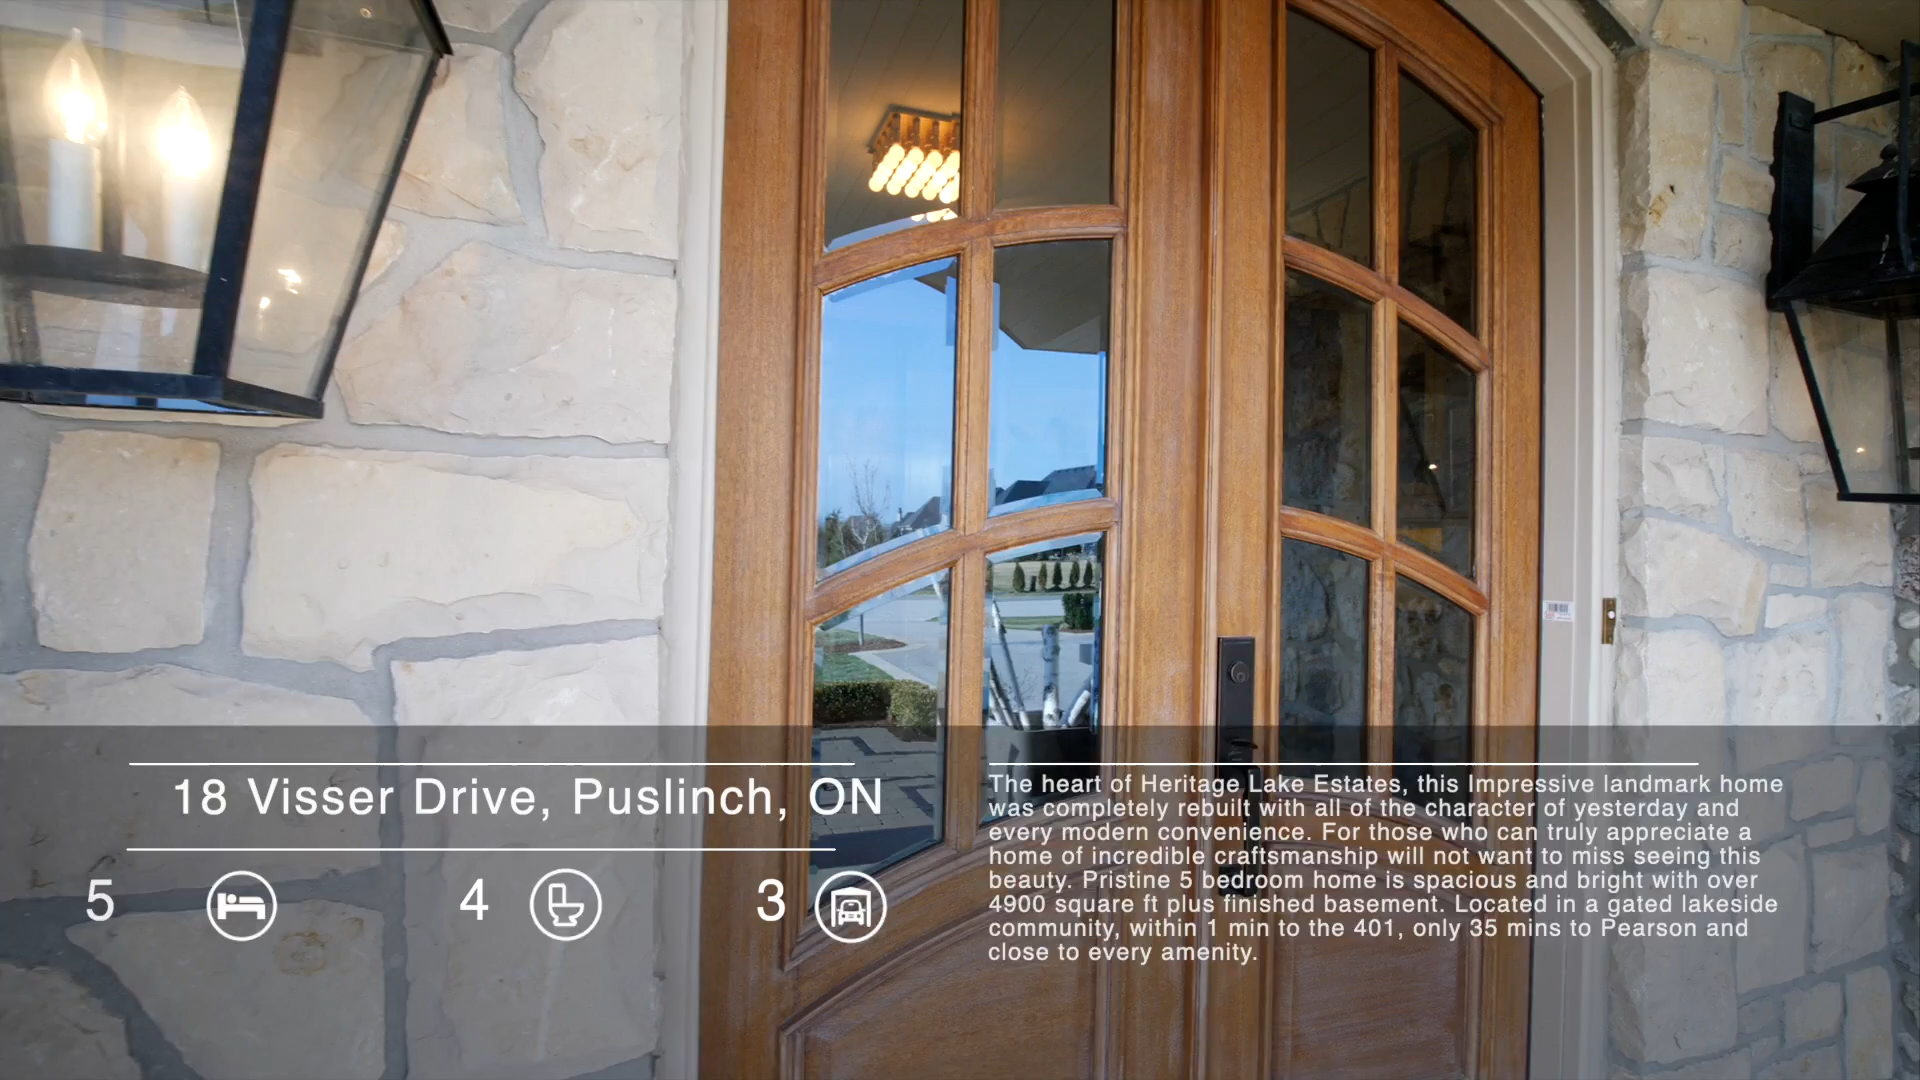 18 Visser Drive, Puslinch, ON
5
4
3
The heart of Heritage Lake Estates, this Impressive landmark home
was completely rebuilt with all of the character of yesterday and
every modern convenience. For those who can truly appreciate a
home of incredible craftsmanship will not want to miss seeing this
beauty. Pristine 5 bedroom home is spacious and bright with over
4900 square ft plus finished basement. Located in a gated lakeside
community, within 1 min to the 401, only 35 mins to Pearson and
close to every amenity.